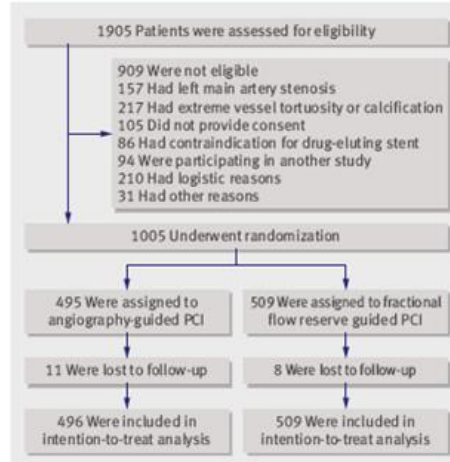 1905 Patients were assessed for eligibility
909 Were not eligible
157 Had left main artery stenosis
217 Had extreme vessel tortuosity or calcification
105 Did not provide consent
86 Had contraindication for drug-eluting stent
94 Were participating in another study
210 Had logistic reasons
31 Had other reasons
1005 Underwent randomization
495 Were assigned to
angiography-guided PCI
509 Were assigned to fractional
flow reserve guided PCI
11 Were lost to follow-up
8 Were lost to follow-up
496 Were included in
intention-to-treat analysis
509 Were included in
intention-to-treat analysis